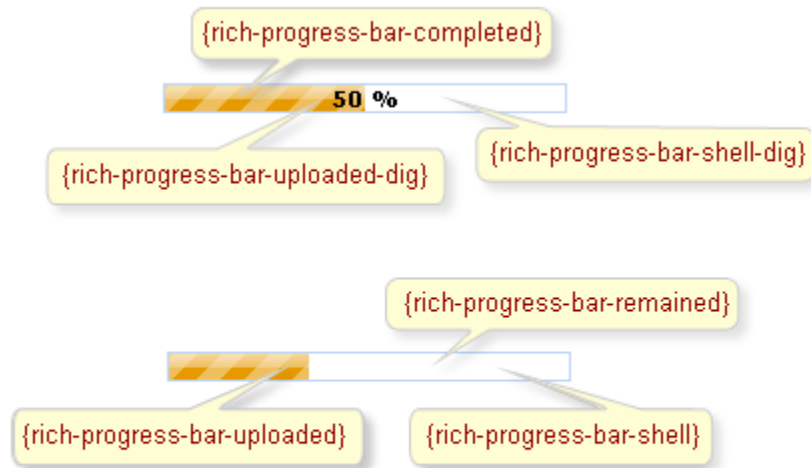 {rich-progress-bar-completed}
50 %
{rich-progress-bar-shell-dig}
{rich-progress-bar-uploaded-dig}
{rich-progress-bar-remained}
{rich-progress-bar-uploaded}
{rich-progress-bar-shell}